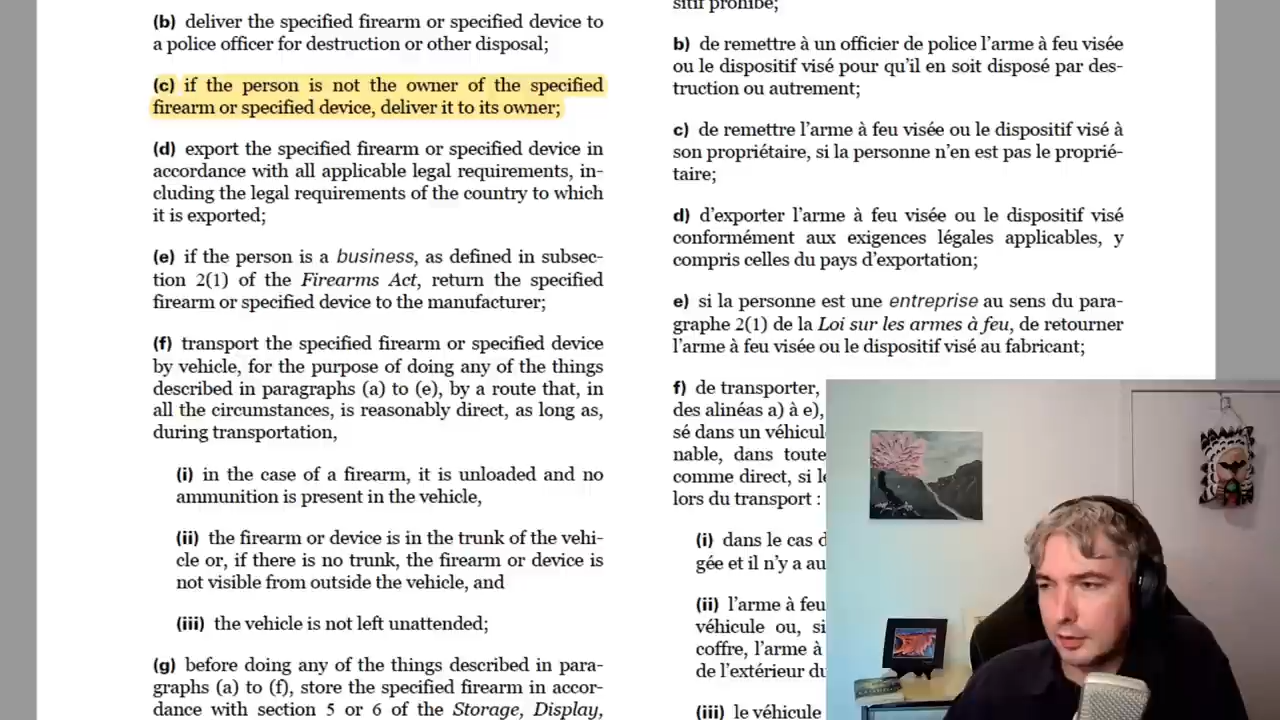 (b) deliver the specified firearm or specified device to
a police officer for destruction or other disposal;
(c) if the person is not the owner of the specified
firearm or specified device, deliver it to its owner;
(d) export the specified firearm or specified device in
accordance with all applicable legal requirements, in-
cluding the legal requirements of the country to which
it is exported;
(e) if the person is a business, as defined in subsec-
tion 2(1) of the Firearms Act, return the specified
firearm or specified device to the manufacturer;
(f) transport the specified firearm or specified device
by vehicle, for the purpose of doing any of the things
described in paragraphs (a) to (e), by a route that, in
all the circumstances, is reasonably direct, as long as,
during transportation,
(i) in the case of a firearm, it is unloaded and no
ammunition is present in the vehicle,
(ii) the firearm or device is in the trunk of the vehi-
cle or, if there is no trunk, the firearm or device is
not visible from outside the vehicle, and
(iii) the vehicle is not left unattended;
(g) before doing any of the things described in para-
graphs (a) to (f), store the specified firearm in accor-
dance with section 5 or 6 of the Storage, Display,
sitif prohibé;
b) de remettre à un officier de police l'arme à feu visée
ou le dispositif visé pour qu'il en soit disposé par des-
truction ou autrement;
c) de remettre l'arme à feu visée ou le dispositif visé à
son propriétaire, si la personne n'en est pas le proprié-
taire;
d) d'exporter l'arme à feu visée ou le dispositif visé
conformément aux exigences légales applicables, y
compris celles du pays d'exportation;
e) si la personne est une entreprise au sens du para-
graphe 2(1) de la Loi sur les armes à feu, de retourner
l'arme à feu visée ou le dispositif visé au fabricant;
f) de transporter,
des alinéas a) à e),
sé dans un véhicul
nable, dans toute
comme direct, si l
lors du transport :
(i) dans le cas d
gée et il n'y a au
(ii) l'arme à feu
véhicule ou, si
coffre, l'arme à
de l'extérieur du
(iii) le véhicule